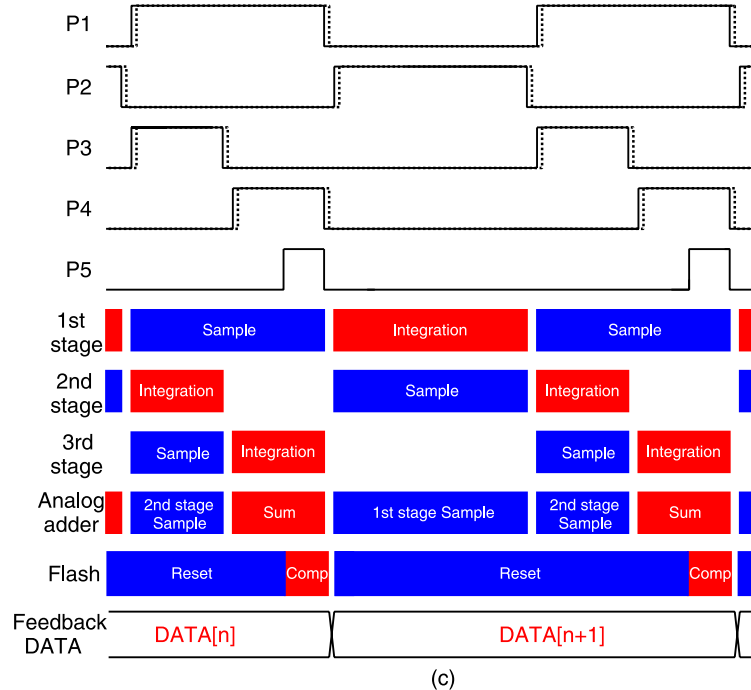 P1
P2
P3
P4
P5
1st stage
Sample
Integration
Sample
2nd stage
Integration
Sample
Integration
3rd stage
Sample
Integration
Sample
Integration
Analog adder
2nd stage Sample
Sum
1st stage Sample
2nd stage Sample
Sum
Flash
Reset
Comp
Reset
Comp
Feedback DATA
DATA[n]
DATA[n+1]
(c)